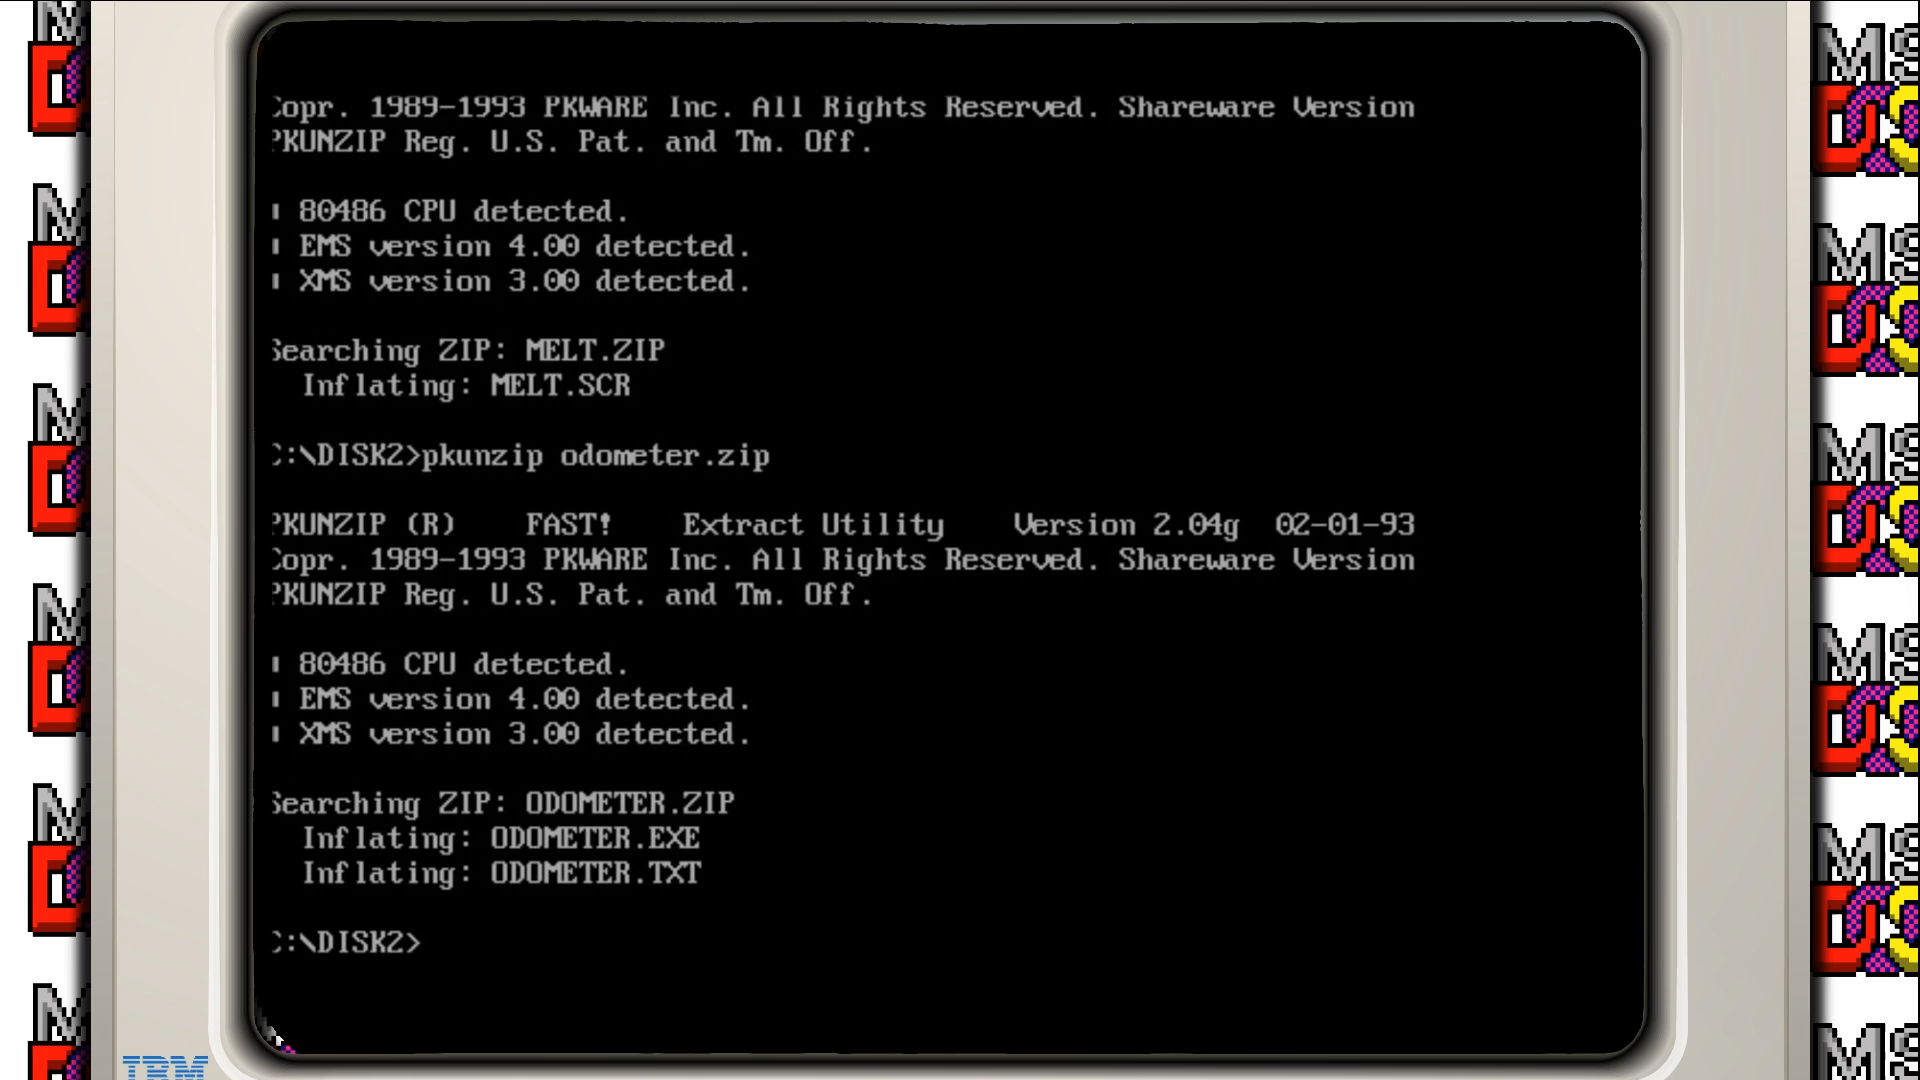 Copr. 1989-1993 PKWARE Inc. All Rights Reserved. Shareware Version
PKUNZIP Reg. U.S. Pat. and Tm. Off.
80486 CPU detected.
EMS version 4.00 detected.
XMS version 3.00 detected.
Searching ZIP: MELT.ZIP
Inflating: MELT.SCR
C:\DISK2>pkunzip odometer.zip
PKUNZIP (R) FAST! Extract Utility Version 2.04g 02-01-93
Copr. 1989-1993 PKWARE Inc. All Rights Reserved. Shareware Version
PKUNZIP Reg. U.S. Pat. and Tm. Off.
80486 CPU detected.
EMS version 4.00 detected.
XMS version 3.00 detected.
Searching ZIP: ODOMETER.ZIP
Inflating: ODOMETER.EXE
Inflating: ODOMETER.TXT
C:\DISK2>
IBM